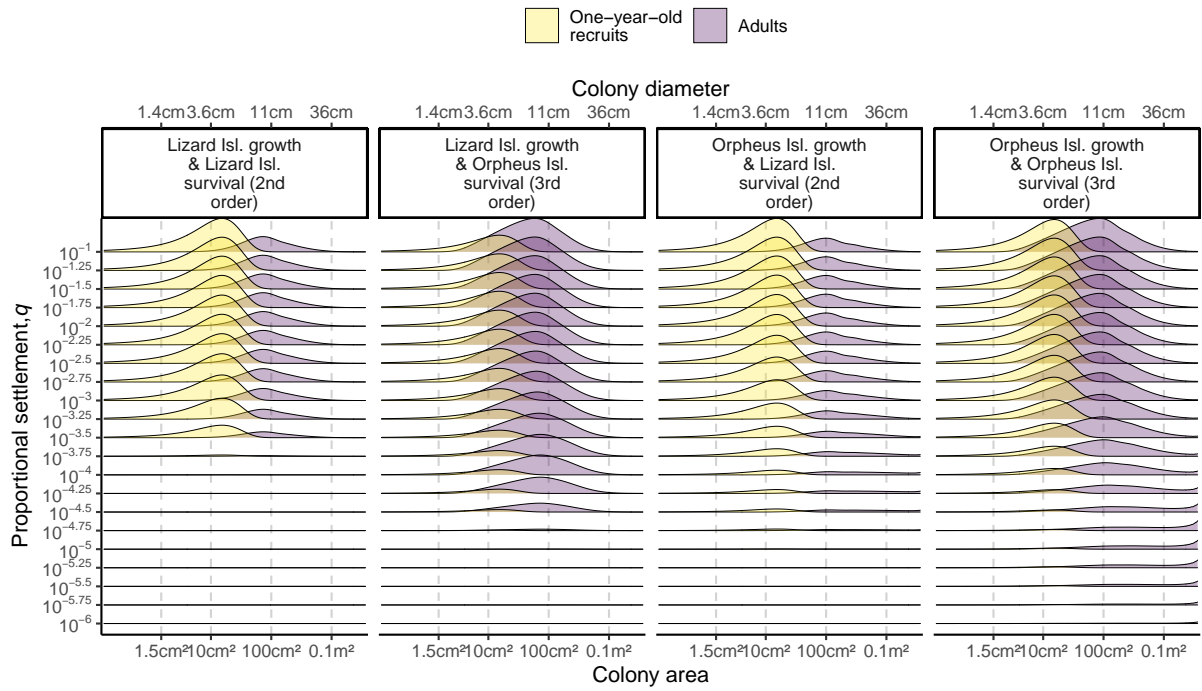 One−year−old
recruits
Adults
Colony diameter
1.4cm 3.6cm 11cm 36cm 1.4cm 3.6cm 11cm 36cm 1.4cm 3.6cm 11cm 36cm 1.4cm 3.6cm 11cm 36cm
Lizard Isl. growth
& Lizard Isl.
survival (2nd
order)
Lizard Isl. growth
& Orpheus Isl.
survival (3rd
order)
Orpheus Isl. growth
& Lizard Isl.
survival (2nd
order)
Orpheus Isl. growth
& Orpheus Isl.
survival (3rd
order)
Proportional settlement,q
10−1
10−1.25
10−1.5
10−1.75
10−2
10−2.25
10−2.5
10−2.75
10−3
10−3.25
10−3.5
10−3.75
10−4
10−4.25
10−4.5
10−4.75
10−5
10−5.25
10−5.5
10−5.75
10−6
1.5cm² 10cm² 100cm² 0.1m² 1.5cm² 10cm² 100cm² 0.1m² 1.5cm² 10cm² 100cm² 0.1m² 1.5cm² 10cm² 100cm² 0.1m²
Colony area